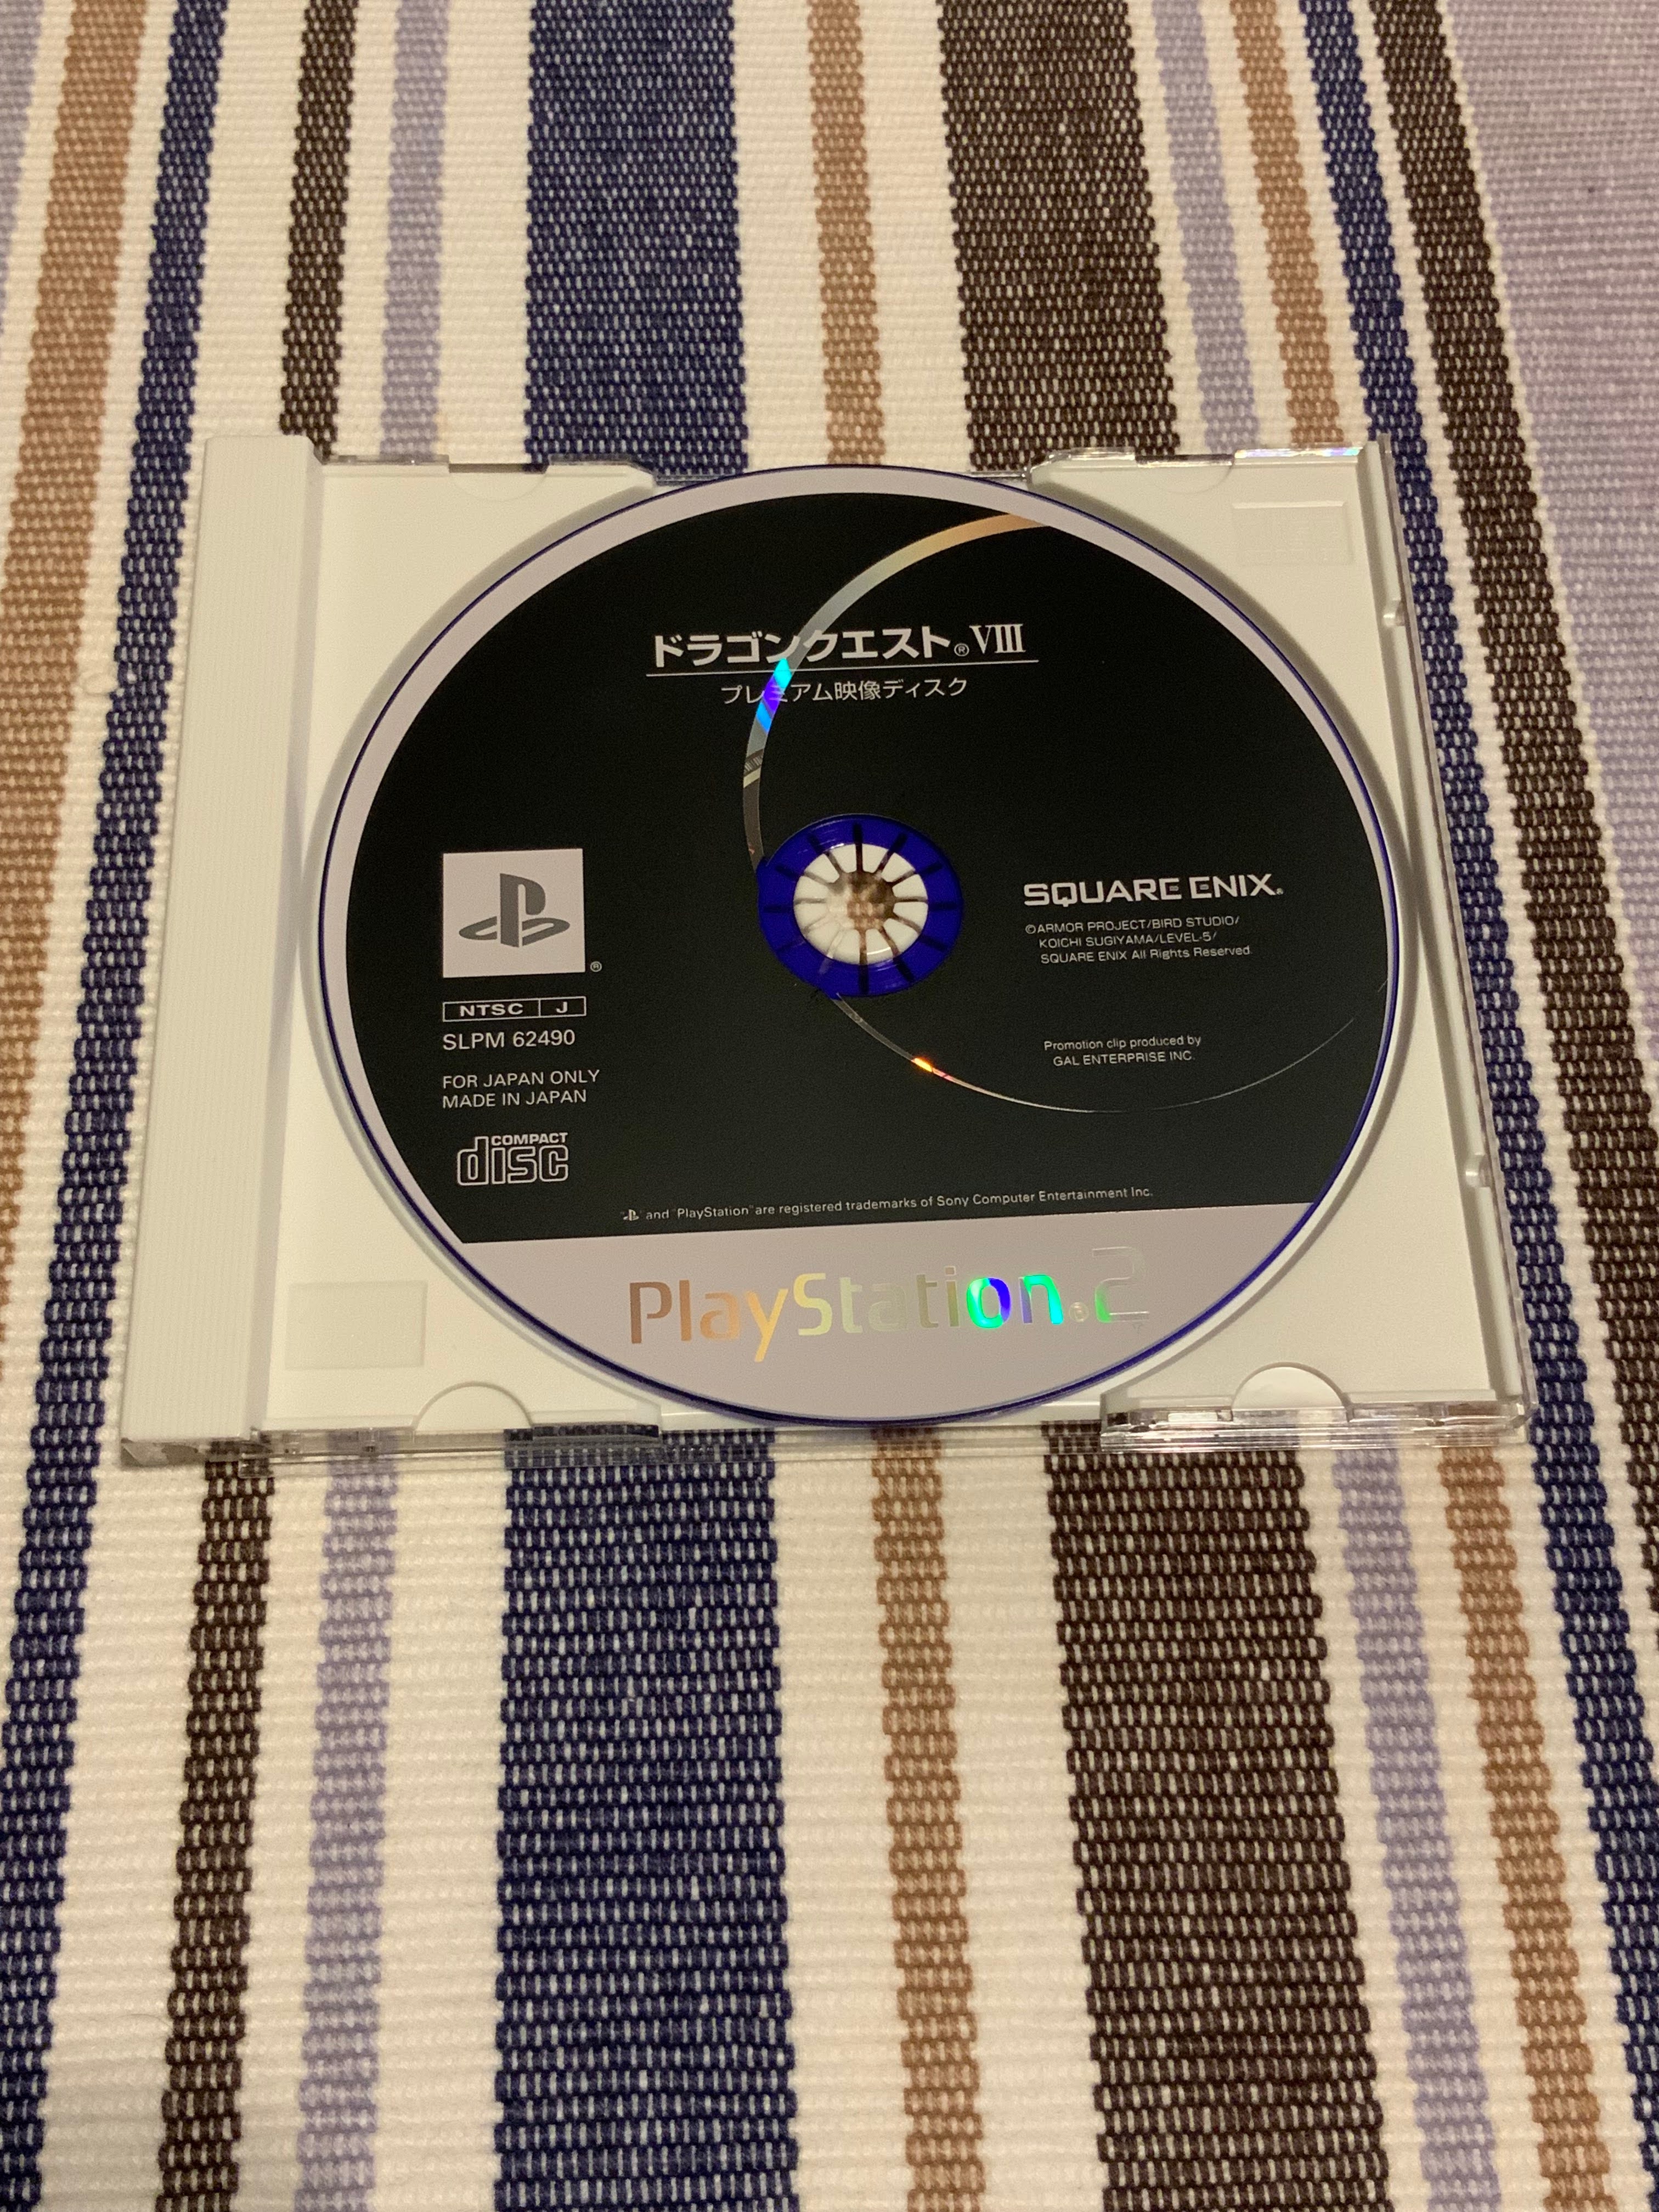 ドラゴンクエスト®VIII
プレミアム映像ディスク
®
NTSC J
SLPM 62490
FOR JAPAN ONLY
MADE IN JAPAN
COMPACT
disc
SQUARE ENIX®
©ARMOR PROJECT/BIRD STUDIO/
KOICHI SUGIYAMA/LEVEL-5/
SQUARE ENIX All Rights Reserved.
Promotion clip produced by
GAL ENTERPRISE INC.
" " and "PlayStation" are registered trademarks of Sony Computer Entertainment Inc.
PlayStation®2